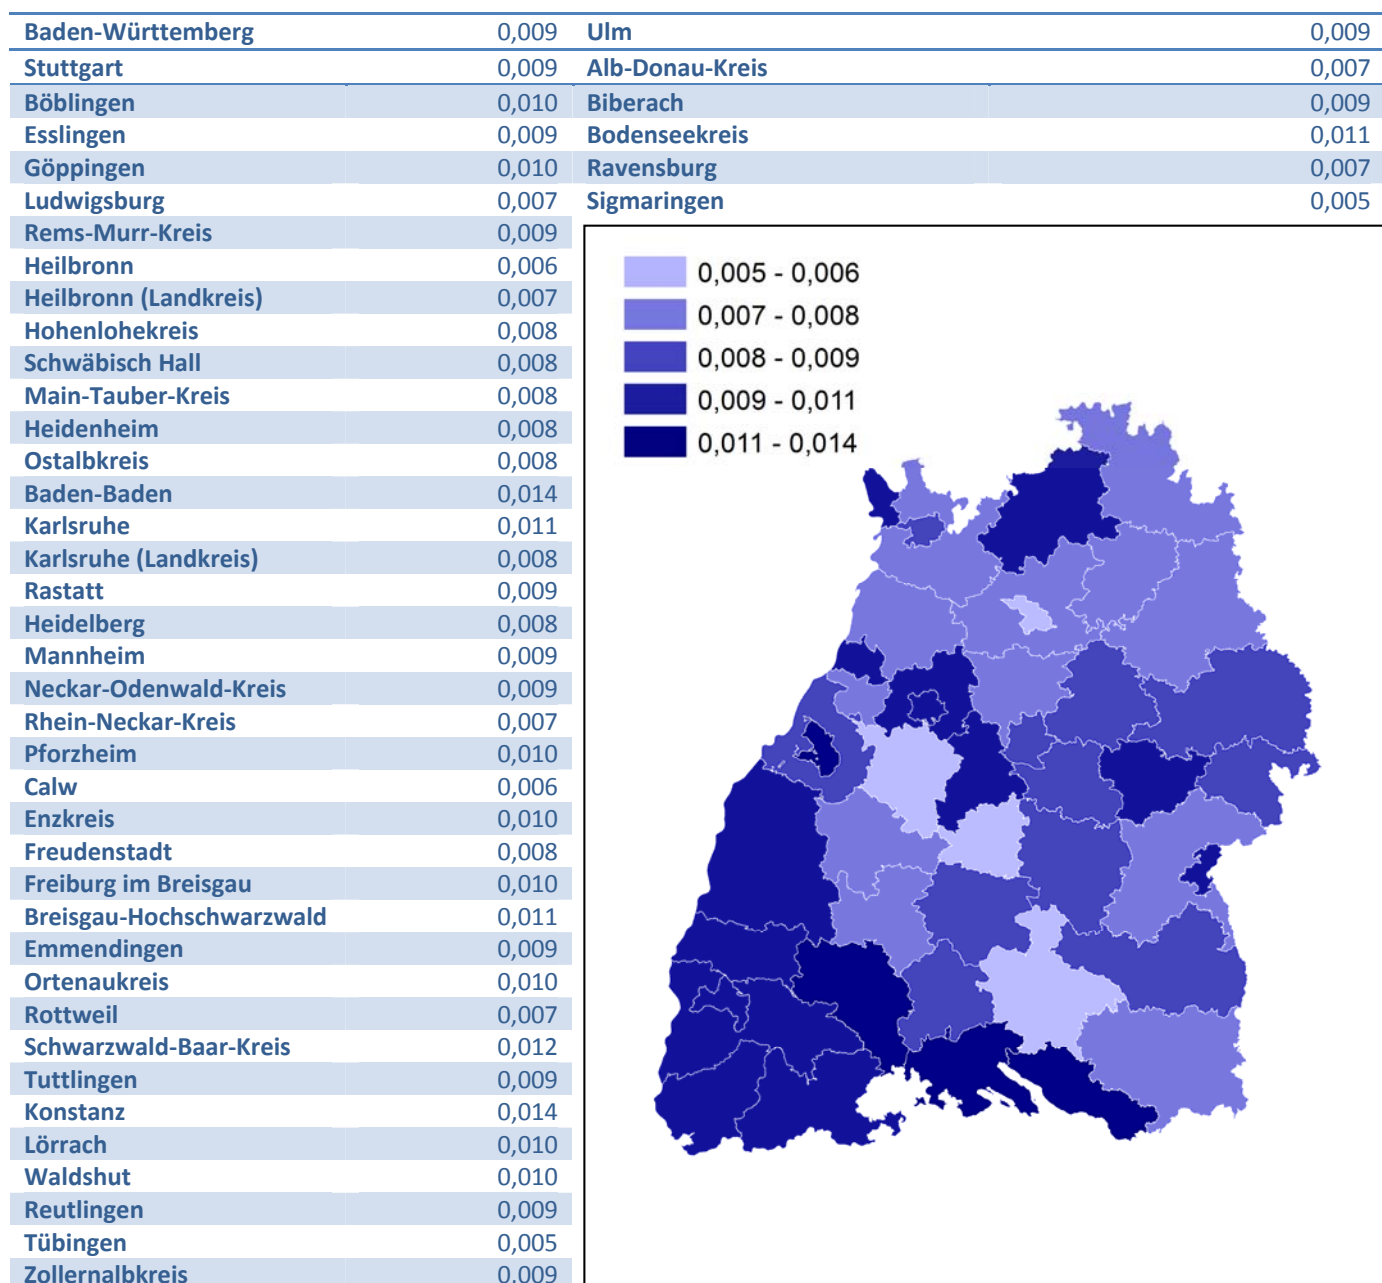 Baden-Württemberg 0,009
Stuttgart 0,009
Böblingen 0,010
Esslingen 0,009
Göppingen 0,010
Ludwigsburg 0,007
Rems-Murr-Kreis 0,009
Heilbronn 0,006
Heilbronn (Landkreis) 0,007
Hohenlohekreis 0,008
Schwäbisch Hall 0,008
Main-Tauber-Kreis 0,008
Heidenheim 0,008
Ostalbkreis 0,008
Baden-Baden 0,014
Karlsruhe 0,011
Karlsruhe (Landkreis) 0,008
Rastatt 0,009
Heidelberg 0,008
Mannheim 0,009
Neckar-Odenwald-Kreis 0,009
Rhein-Neckar-Kreis 0,007
Pforzheim 0,010
Calw 0,006
Enzkreis 0,010
Freudenstadt 0,008
Freiburg im Breisgau 0,010
Breisgau-Hochschwarzwald 0,011
Emmendingen 0,009
Ortenaukreis 0,010
Rottweil 0,007
Schwarzwald-Baar-Kreis 0,012
Tuttlingen 0,009
Konstanz 0,014
Lörrach 0,010
Waldshut 0,010
Reutlingen 0,009
Tübingen 0,005
Zollernalbkreis 0,009
Ulm 0,009
Alb-Donau-Kreis 0,007
Biberach 0,009
Bodenseekreis 0,011
Ravensburg 0,007
Sigmaringen 0,005
0,005 - 0,006
0,007 - 0,008
0,008 - 0,009
0,009 - 0,011
0,011 - 0,014